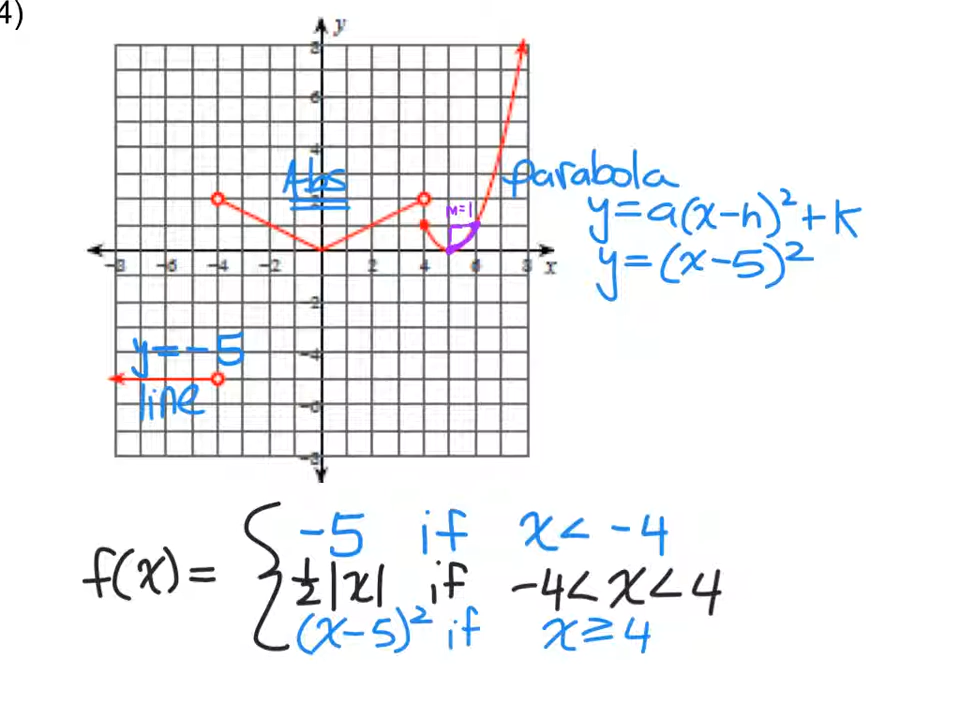 4)
y
8
6
4
Abs
parabola
2
M=1
y=a(x-h)²+k
-8 -6 -4 -2 2 4 6 8 x
y=(x-5)²
-2
y=-5
-4
line
-6
-8
-5 if x<-4
f(x)= { ½|x| if -4<x<4
(x-5)² if x≥4